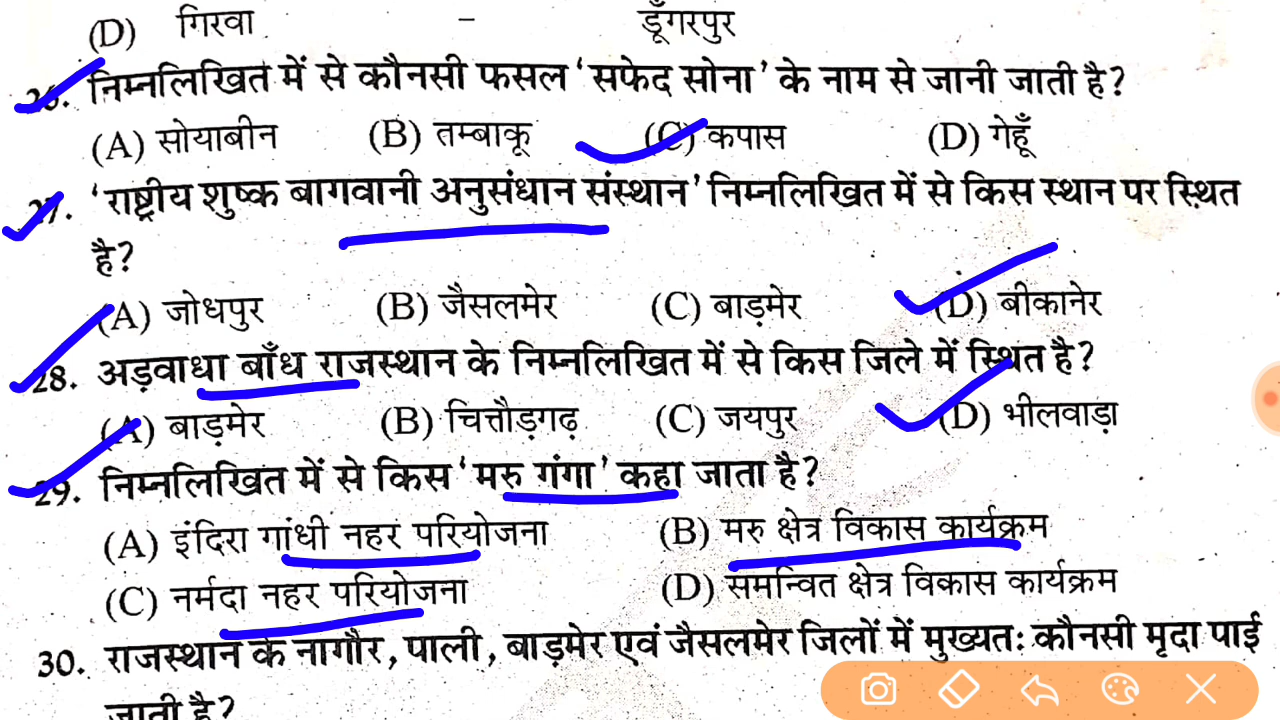 (D) गिरवा – डूँगरपुर
26. निम्नलिखित में से कौनसी फसल 'सफेद सोना' के नाम से जानी जाती है?
(A) सोयाबीन (B) तम्बाकू (C) कपास (D) गेहूँ
27. 'राष्ट्रीय शुष्क बागवानी अनुसंधान संस्थान' निम्नलिखित में से किस स्थान पर स्थित
है?
(A) जोधपुर (B) जैसलमेर (C) बाड़मेर (D) बीकानेर
28. अड़वाधा बाँध राजस्थान के निम्नलिखित में से किस जिले में स्थित है?
(A) बाड़मेर (B) चित्तौड़गढ़ (C) जयपुर (D) भीलवाड़ा
29. निम्नलिखित में से किस 'मरु गंगा' कहा जाता है?
(A) इंदिरा गांधी नहर परियोजना (B) मरु क्षेत्र विकास कार्यक्रम
(C) नर्मदा नहर परियोजना (D) समन्वित क्षेत्र विकास कार्यक्रम
30. राजस्थान के नागौर, पाली, बाड़मेर एवं जैसलमेर जिलों में मुख्यतः कौनसी मृदा पाई
जाती है?